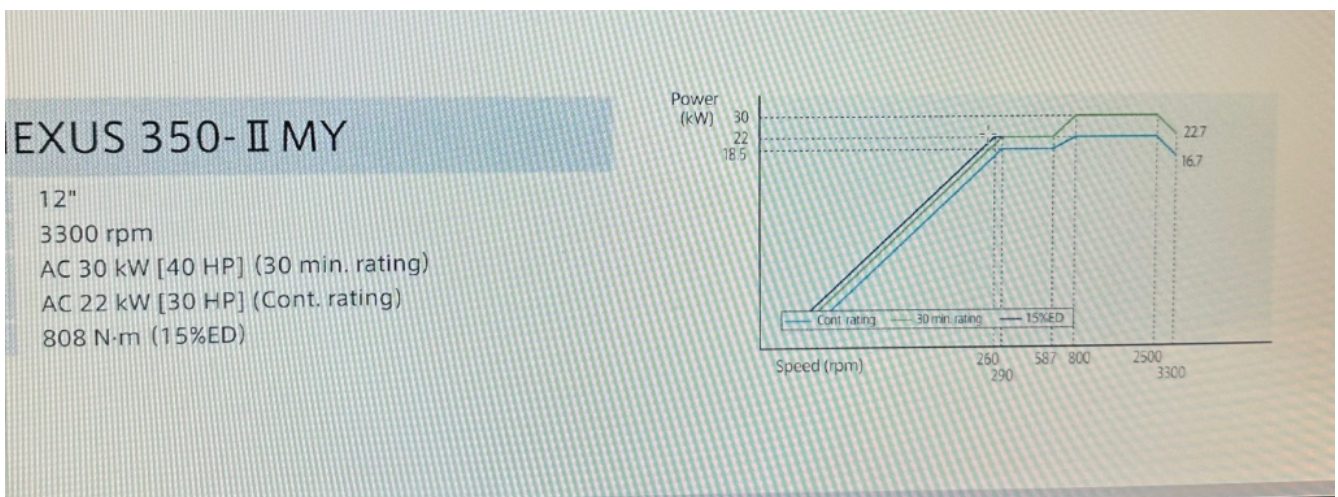 EXUS 350-Ⅱ MY
12"
3300 rpm
AC 30 kW [40 HP] (30 min. rating)
AC 22 kW [30 HP] (Cont. rating)
808 N·m (15%ED)
Power
(kW)
30
22
18.5
22.7
16.7
Cont. rating 30 min. rating 15%ED
Speed (rpm)
260 587 800 2500
290 3300